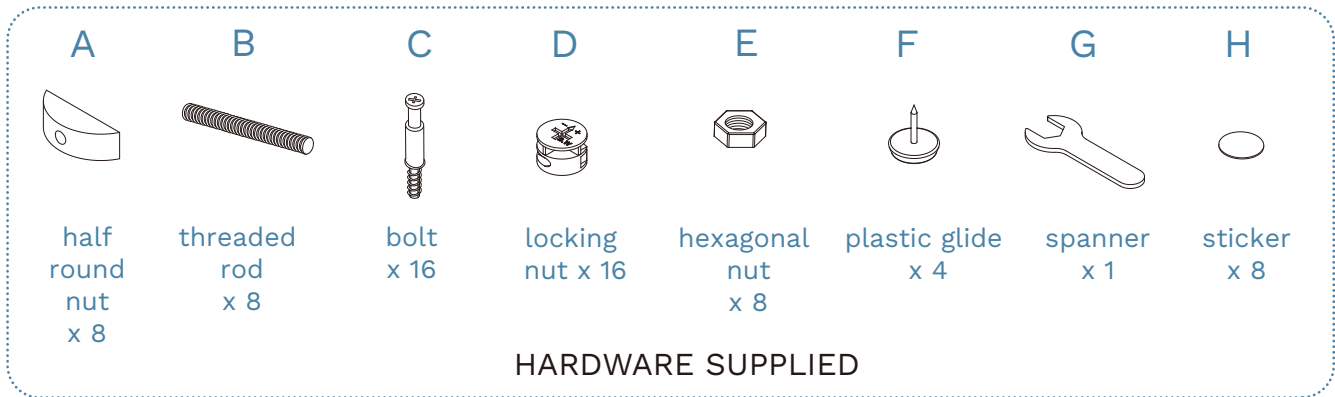 A B C D E F G H
half
round
nut
x 8
threaded
rod
x 8
bolt
x 16
locking
nut x 16
hexagonal
nut
x 8
plastic glide
x 4
spanner
x 1
sticker
x 8
HARDWARE SUPPLIED